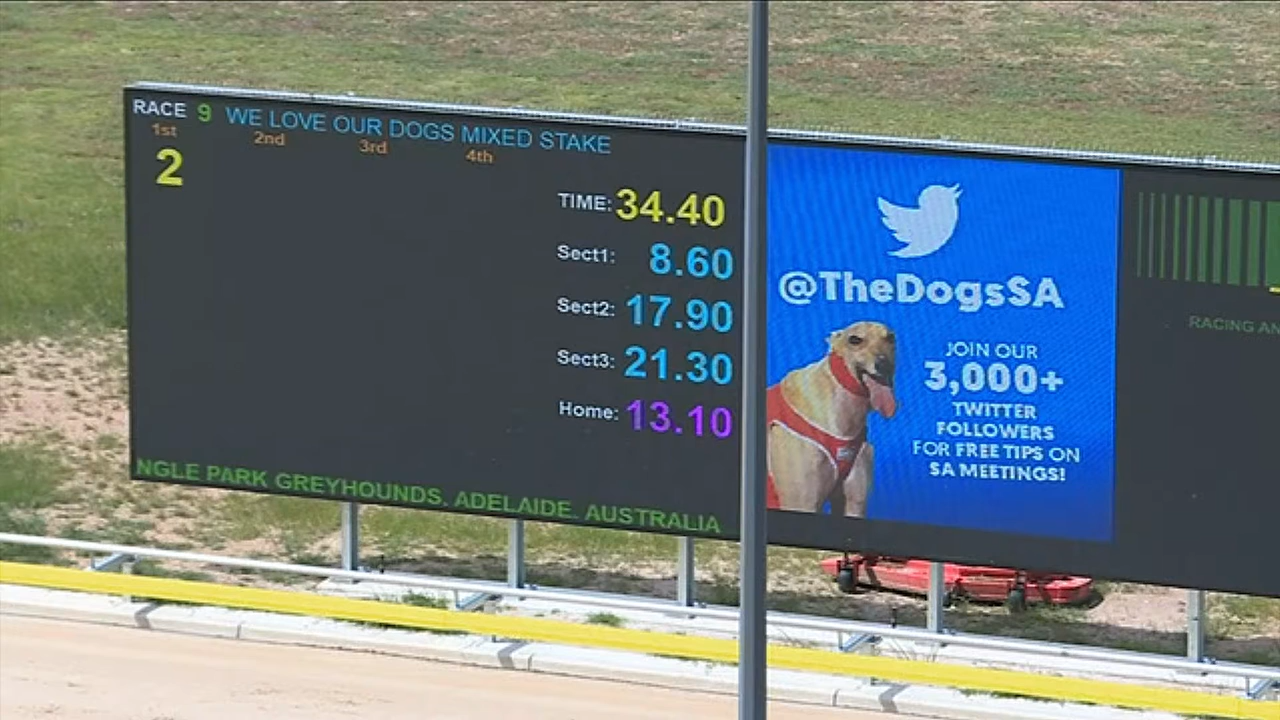 RACE 9 WE LOVE OUR DOGS MIXED STAKE
1st 2nd 3rd 4th
2
TIME: 34.40
Sect1: 8.60
Sect2: 17.90
Sect3: 21.30
Home: 13.10
NGLE PARK GREYHOUNDS, ADELAIDE, AUSTRALIA
@TheDogsSA
JOIN OUR
3,000+
TWITTER
FOLLOWERS
FOR FREE TIPS ON
SA MEETINGS!
RACING AN